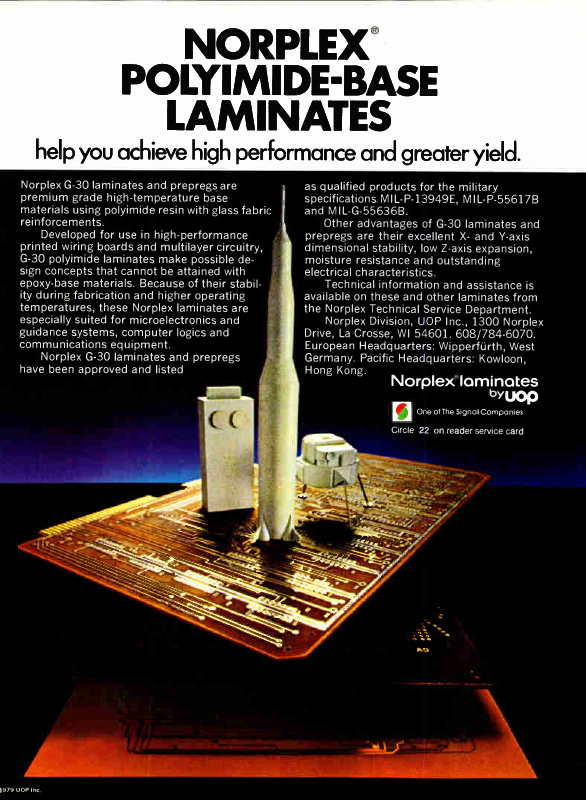 NORPLEX®
POLYIMIDE-BASE
LAMINATES
help you achieve high performance and greater yield.
Norplex G-30 laminates and prepregs are
premium grade high-temperature base
materials using polyimide resin with glass fabric
reinforcements.
Developed for use in high-performance
printed wiring boards and multilayer circuitry,
G-30 polyimide laminates make possible de-
sign concepts that cannot be attained with
epoxy-base materials. Because of their stabil-
ity during fabrication and higher operating
temperatures, these Norplex laminates are
especially suited for microelectronics and
guidance systems, computer logics and
communications equipment.
Norplex G-30 laminates and prepregs
have been approved and listed
as qualified products for the military
specifications MIL-P-13949E, MIL-P-55617B
and MIL-G-55636B.
Other advantages of G-30 laminates and
prepregs are their excellent X- and Y-axis
dimensional stability, low Z-axis expansion,
moisture resistance and outstanding
electrical characteristics.
Technical information and assistance is
available on these and other laminates from
the Norplex Technical Service Department.
Norplex Division, UOP Inc., 1300 Norplex
Drive, La Crosse, WI 54601. 608/784-6070.
European Headquarters: Wipperfürth, West
Germany. Pacific Headquarters: Kowloon,
Hong Kong.
Norplex® laminates
by uop
One of The Signal Companies
Circle 22 on reader service card
1979 UOP Inc.